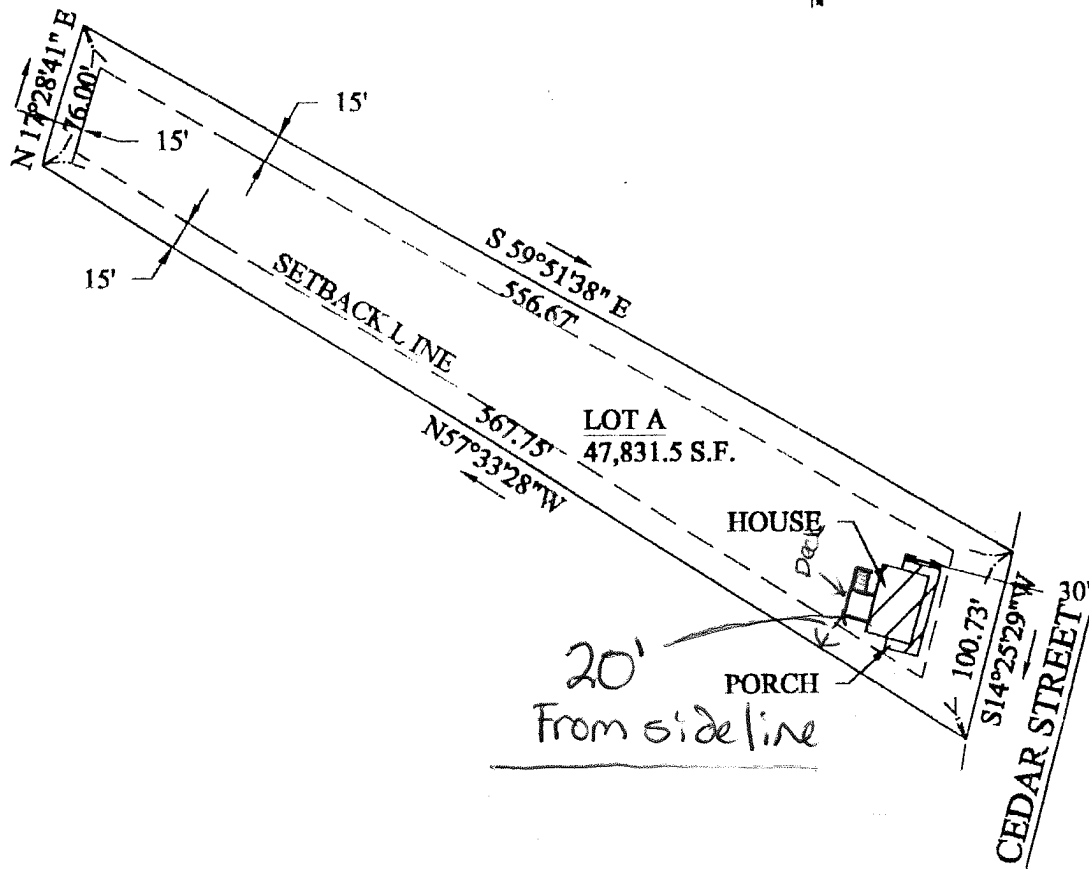 N 17°28'41" E
76.00'
15'
15'
15'
S 59°51'38" E
556.67'
SETBACK LINE
567.75'
N57°33'28"W
LOT A
47,831.5 S.F.
HOUSE
Deck
30'
100.73'
S14°25'29"W
PORCH
CEDAR STREET
20'
From sideline